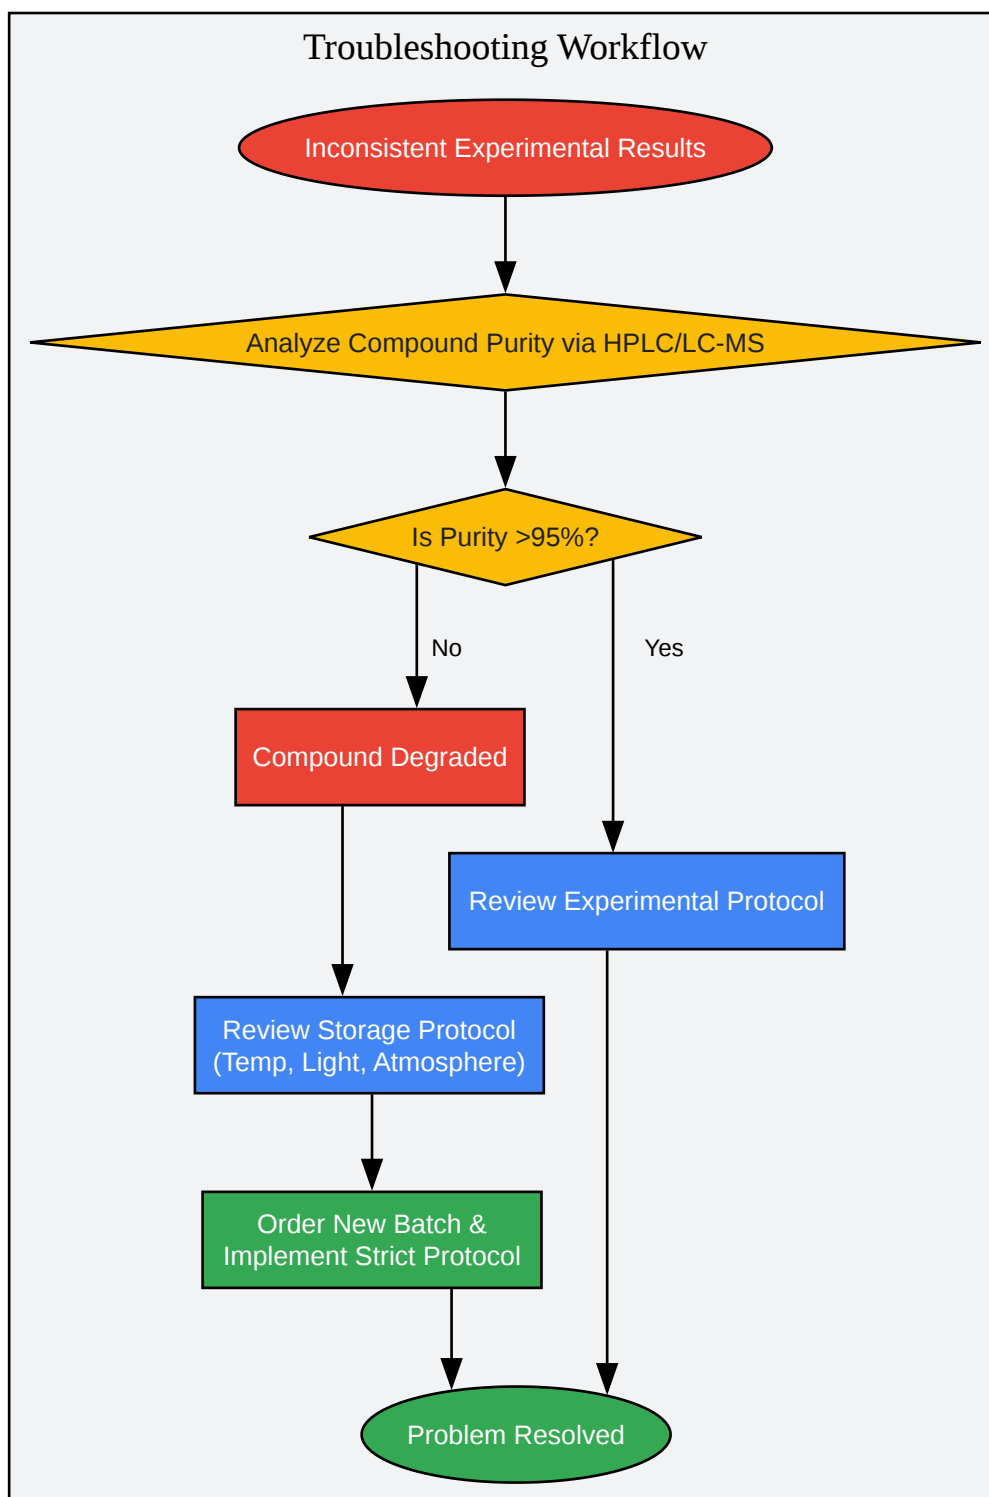 Troubleshooting Workflow
Inconsistent Experimental Results
Analyze Compound Purity via HPLC/LC-MS
Is Purity >95%?
No
Yes
Compound Degraded
Review Experimental Protocol
Review Storage Protocol
(Temp, Light, Atmosphere)
Order New Batch &
Implement Strict Protocol
Problem Resolved